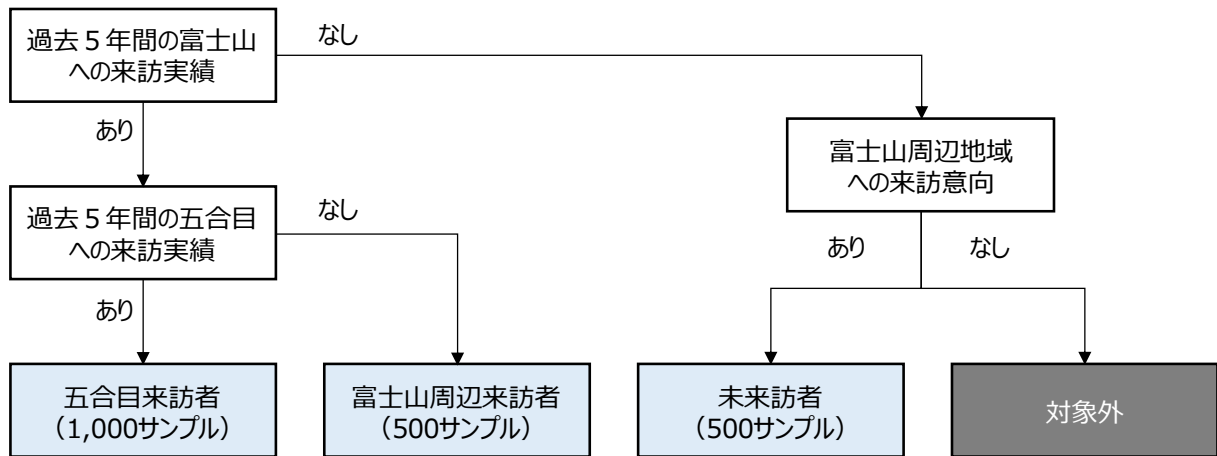 過去５年間の富士山
への来訪実績
なし
あり
富士山周辺地域
への来訪意向
過去５年間の五合目
への来訪実績
なし
あり
なし
あり
五合目来訪者
（1,000サンプル）
富士山周辺来訪者
（500サンプル）
未来訪者
（500サンプル）
対象外